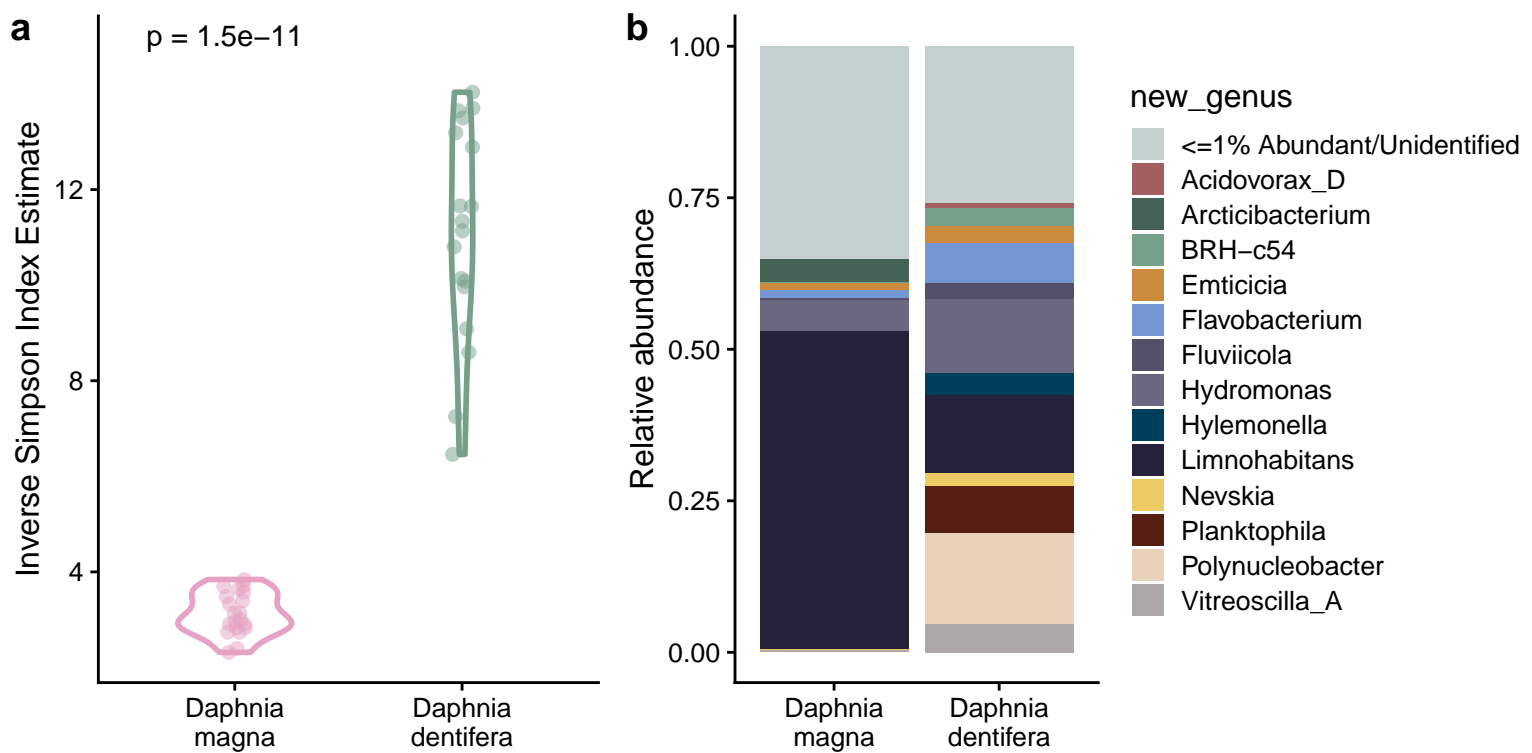 a
p = 1.5e−11
Inverse Simpson Index Estimate
12
8
4
Daphnia
magna
Daphnia
dentifera
b
Relative abundance
1.00
0.75
0.50
0.25
0.00
Daphnia
magna
Daphnia
dentifera
new_genus
<=1% Abundant/Unidentified
Acidovorax_D
Arcticibacterium
BRH−c54
Emticicia
Flavobacterium
Fluviicola
Hydromonas
Hylemonella
Limnohabitans
Nevskia
Planktophila
Polynucleobacter
Vitreoscilla_A